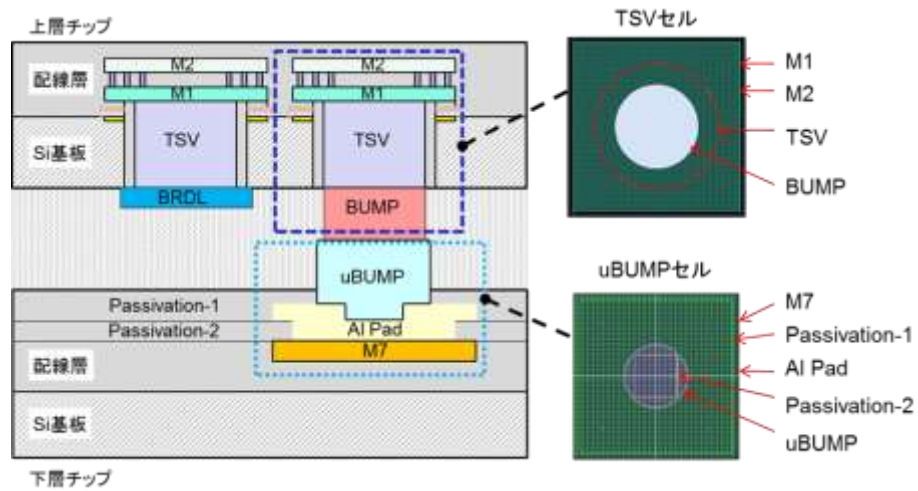 上層チップ
配線層
M2
M1
TSV
M2
M1
TSV
Si基板
BRDL
BUMP
uBUMP
Passivation-1
Passivation-2
Al Pad
M7
配線層
Si基板
下層チップ
TSVセル
M1
M2
TSV
BUMP
uBUMPセル
M7
Passivation-1
Al Pad
Passivation-2
uBUMP